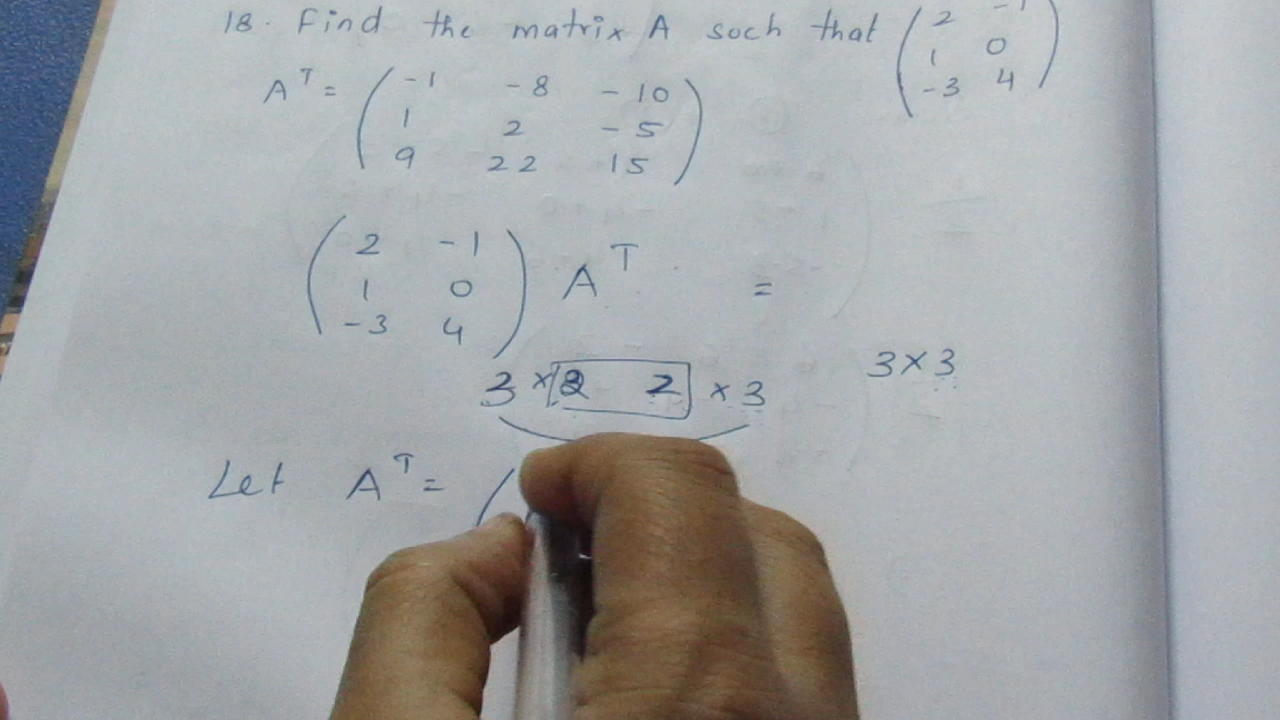 18. Find the matrix A such that ( 2 -1
1 0
-3 4 )
A^T = ( -1 -8 -10
1 2 -5
9 22 15 )
( 2 -1
1 0
-3 4 ) A^T =
3 × 2 2 × 3 3 × 3
Let A^T = (